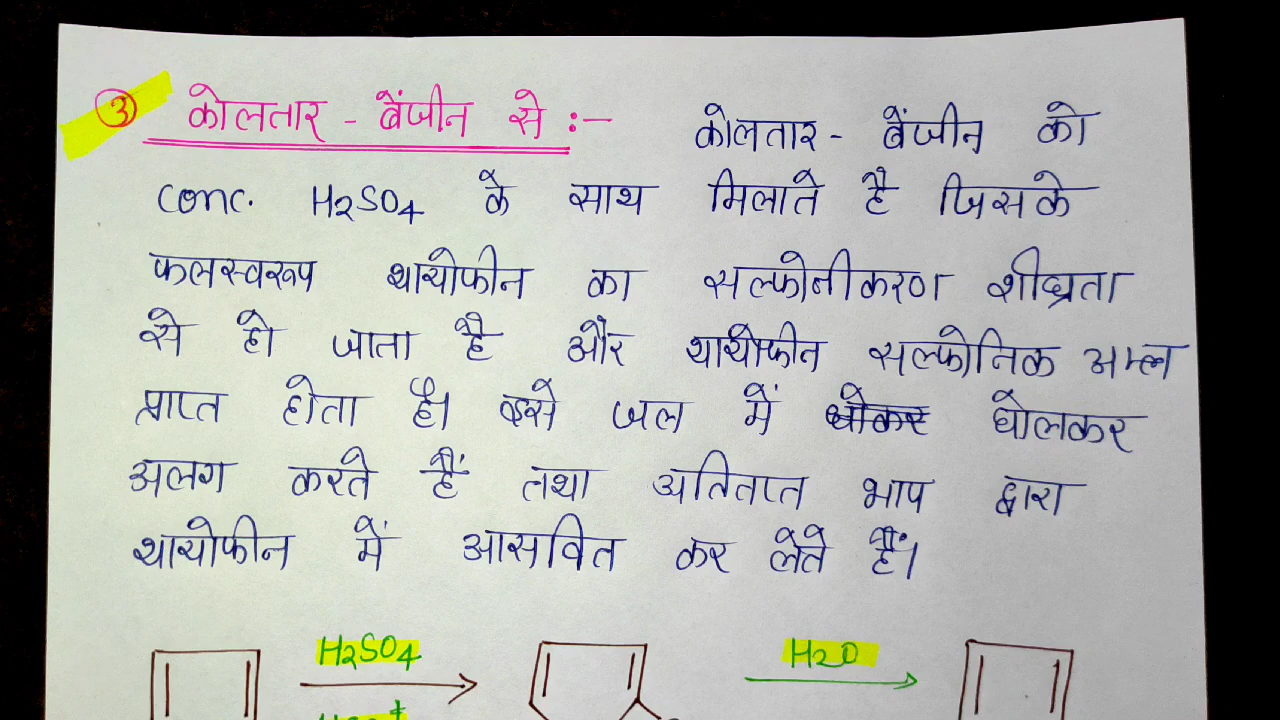 ③ कोलतार - बेंजीन से :- कोलतार - बेंजीन को
conc. H2SO4 के साथ मिलाते है जिसके
फलस्वरूप थायोफीन का सल्फोनीकरण शीघ्रता
से हो जाता है और थायोफीन सल्फोनिक अम्ल
प्राप्त होता है। इसे जल में धोकर घोलकर
अलग करते हैं तथा अतितप्त भाप द्वारा
थायोफीन में आसवित कर लेते हैं।
H2SO4 H2O